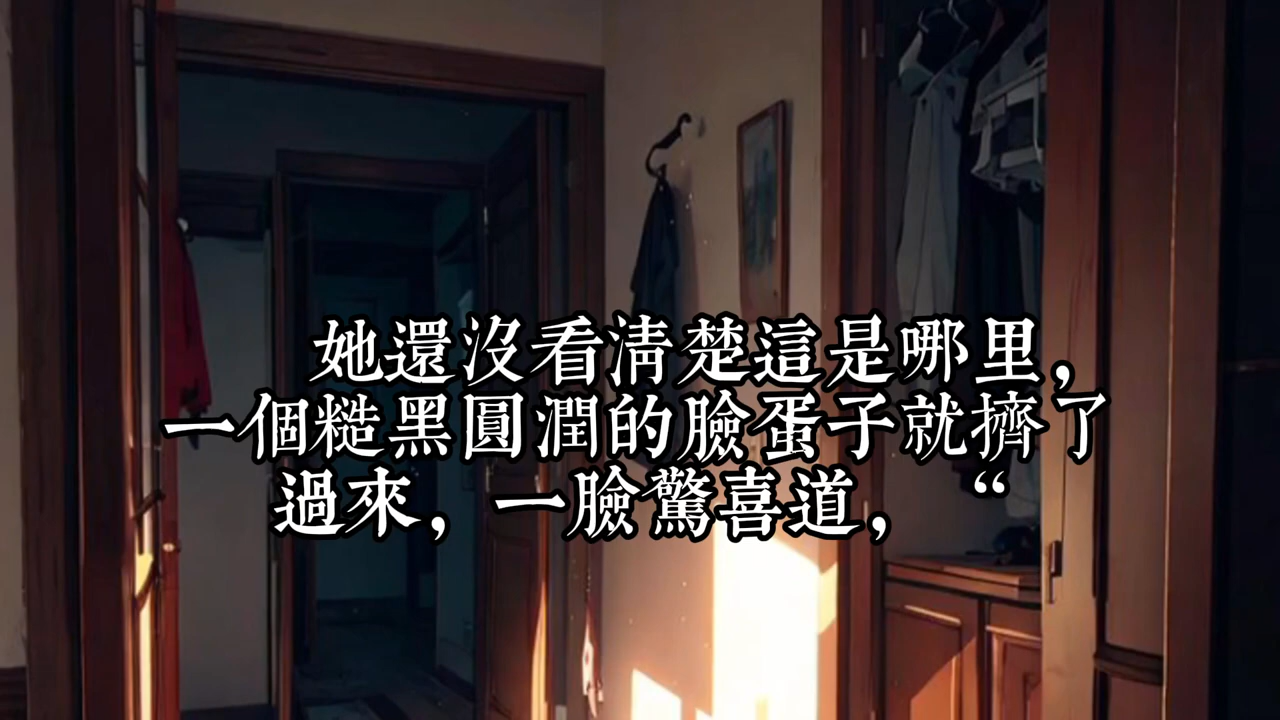 她還沒看清楚這是哪里，
一個糙黑圓潤的臉蛋子就擠了
過來，一臉驚喜道，“